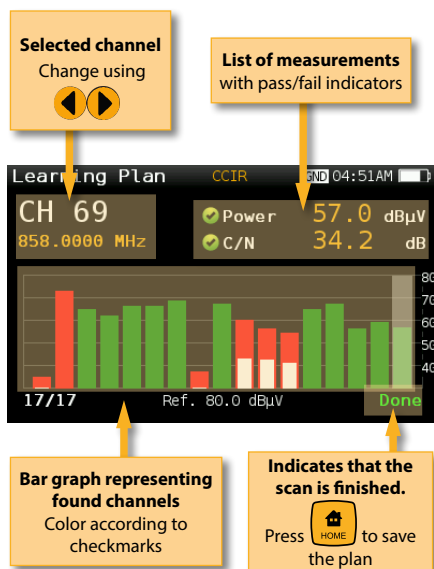 Selected channel
Change using
List of measurements
with pass/fail indicators
Learning Plan CCIR GND 04:51AM
CH 69
858.0000 MHz
Power 57.0 dBµV
C/N 34.2 dB
80
70
60
50
40
17/17 Ref. 80.0 dBµV Done
Bar graph representing
found channels
Color according to
checkmarks
Indicates that the
scan is finished.
Press HOME to save
the plan